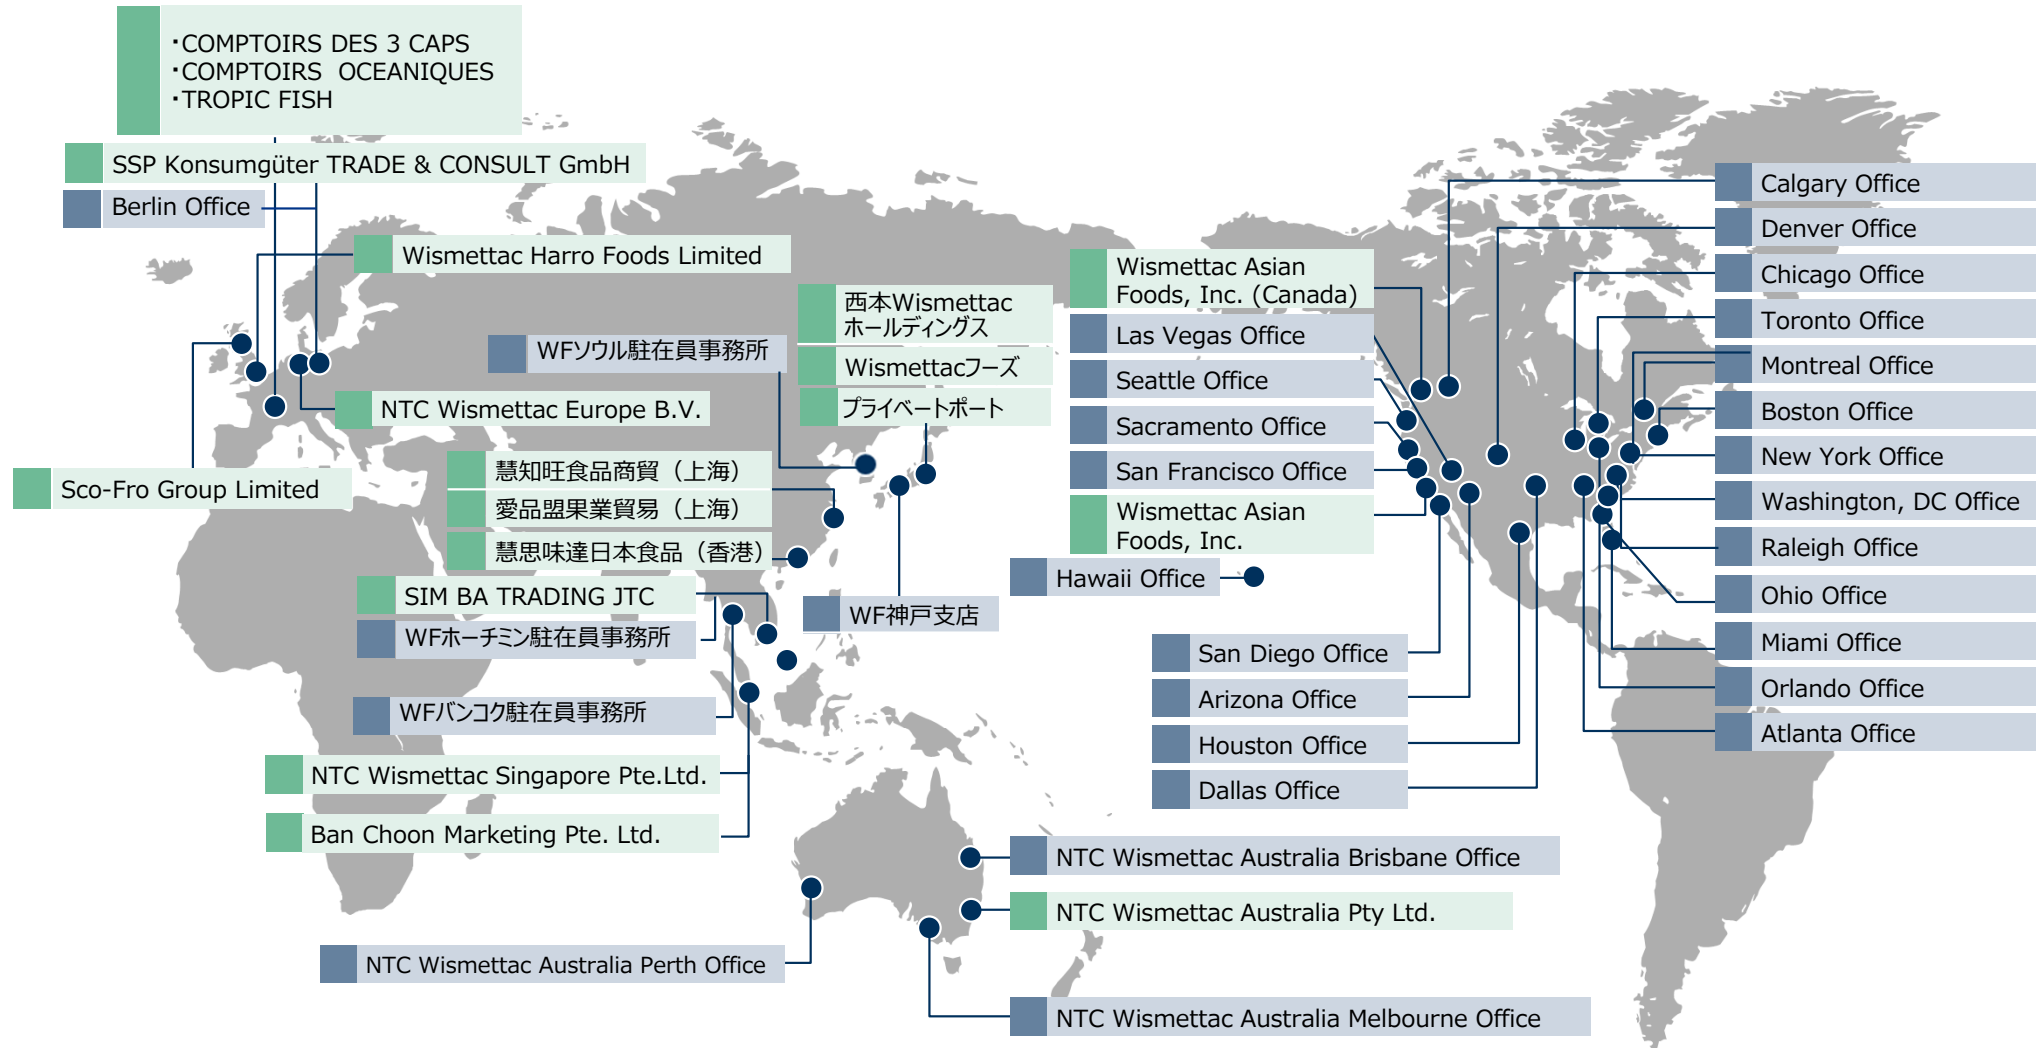 ・COMPTOIRS DES 3 CAPS
・COMPTOIRS OCEANIQUES
・TROPIC FISH
SSP Konsumgüter TRADE & CONSULT GmbH
Berlin Office
Wismettac Harro Foods Limited
NTC Wismettac Europe B.V.
Sco-Fro Group Limited
WFソウル駐在員事務所
西本Wismettac
ホールディングス
Wismettacフーズ
プライベートポート
慧知旺食品商貿（上海）
愛品盟果業貿易（上海）
慧思味達日本食品（香港）
SIM BA TRADING JTC
WFホーチミン駐在員事務所
WF神戸支店
WFバンコク駐在員事務所
NTC Wismettac Singapore Pte.Ltd.
Ban Choon Marketing Pte. Ltd.
NTC Wismettac Australia Perth Office
NTC Wismettac Australia Brisbane Office
NTC Wismettac Australia Pty Ltd.
NTC Wismettac Australia Melbourne Office
Wismettac Asian
Foods, Inc. (Canada)
Las Vegas Office
Seattle Office
Sacramento Office
San Francisco Office
Wismettac Asian
Foods, Inc.
Hawaii Office
San Diego Office
Arizona Office
Houston Office
Dallas Office
Calgary Office
Denver Office
Chicago Office
Toronto Office
Montreal Office
Boston Office
New York Office
Washington, DC Office
Raleigh Office
Ohio Office
Miami Office
Orlando Office
Atlanta Office